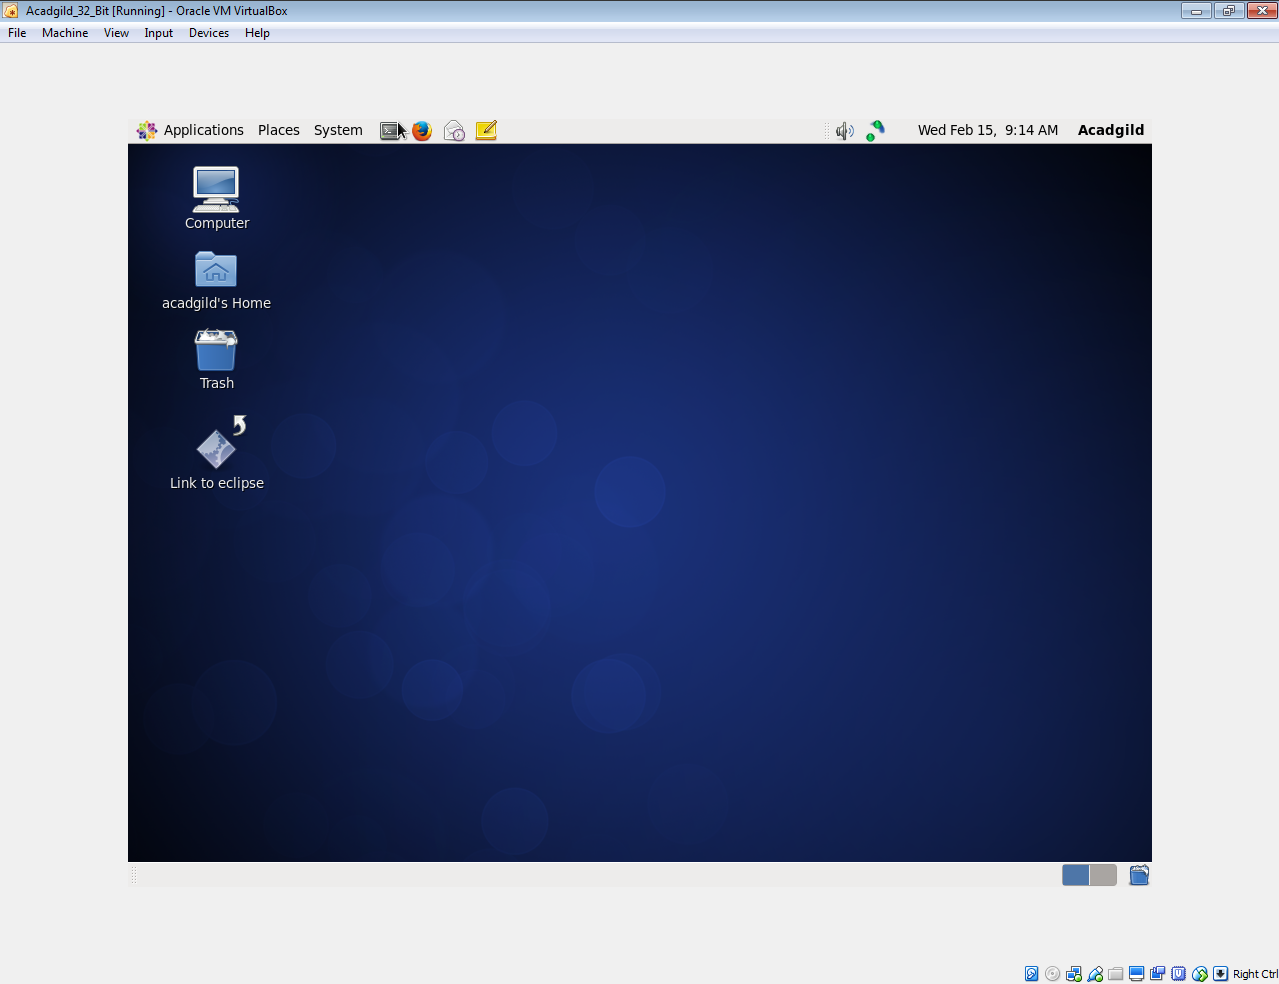 Acadgild_32_Bit [Running] - Oracle VM VirtualBox
File Machine View Input Devices Help
Applications Places System Wed Feb 15, 9:14 AM Acadgild
Computer
acadgild's Home
Trash
Link to eclipse
Right Ctrl